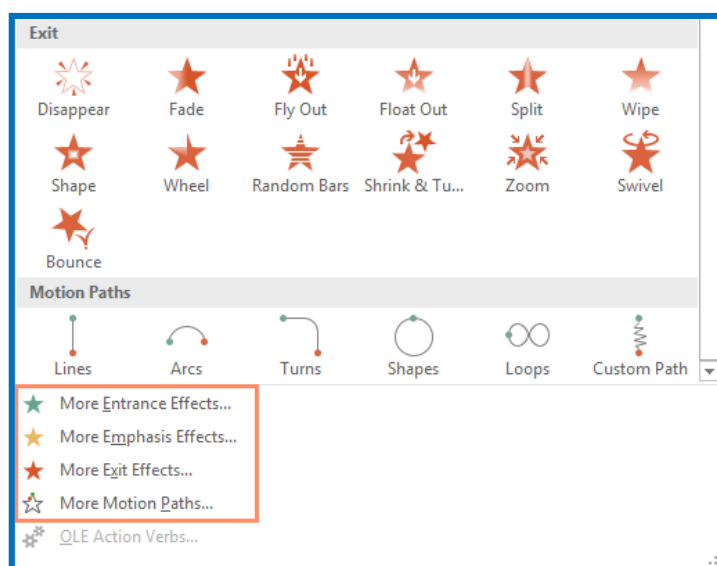 Exit
Disappear Fade Fly Out Float Out Split Wipe
Shape Wheel Random Bars Shrink & Tu... Zoom Swivel
Bounce
Motion Paths
Lines Arcs Turns Shapes Loops Custom Path
More Entrance Effects...
More Emphasis Effects...
More Exit Effects...
More Motion Paths...
OLE Action Verbs...